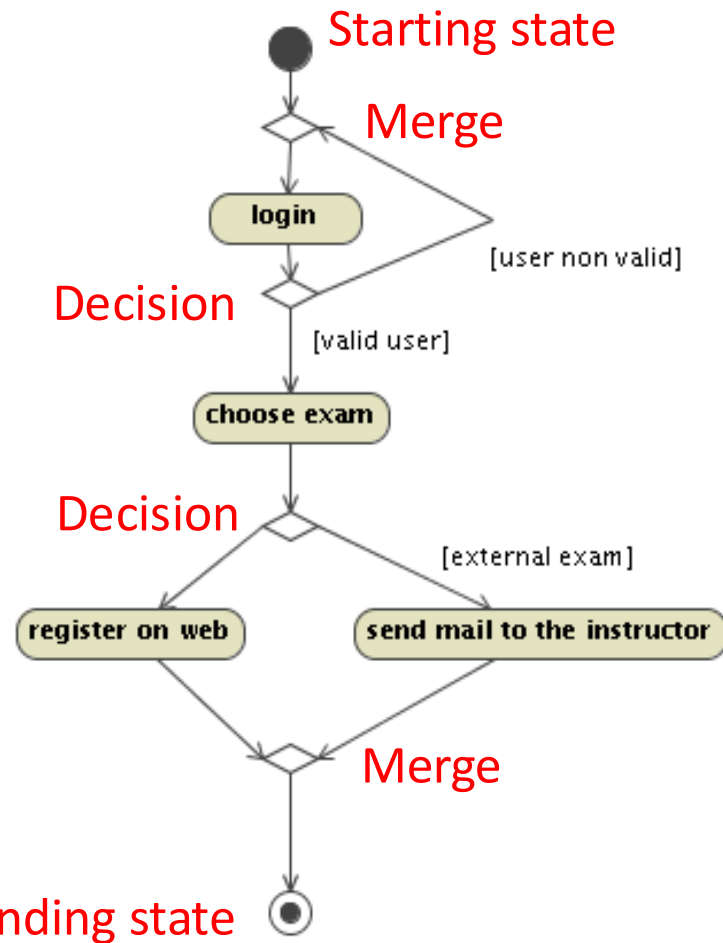 Starting state
Merge
login
[user non valid]
Decision
[valid user]
choose exam
Decision
[external exam]
register on web
send mail to the instructor
Merge
nding state